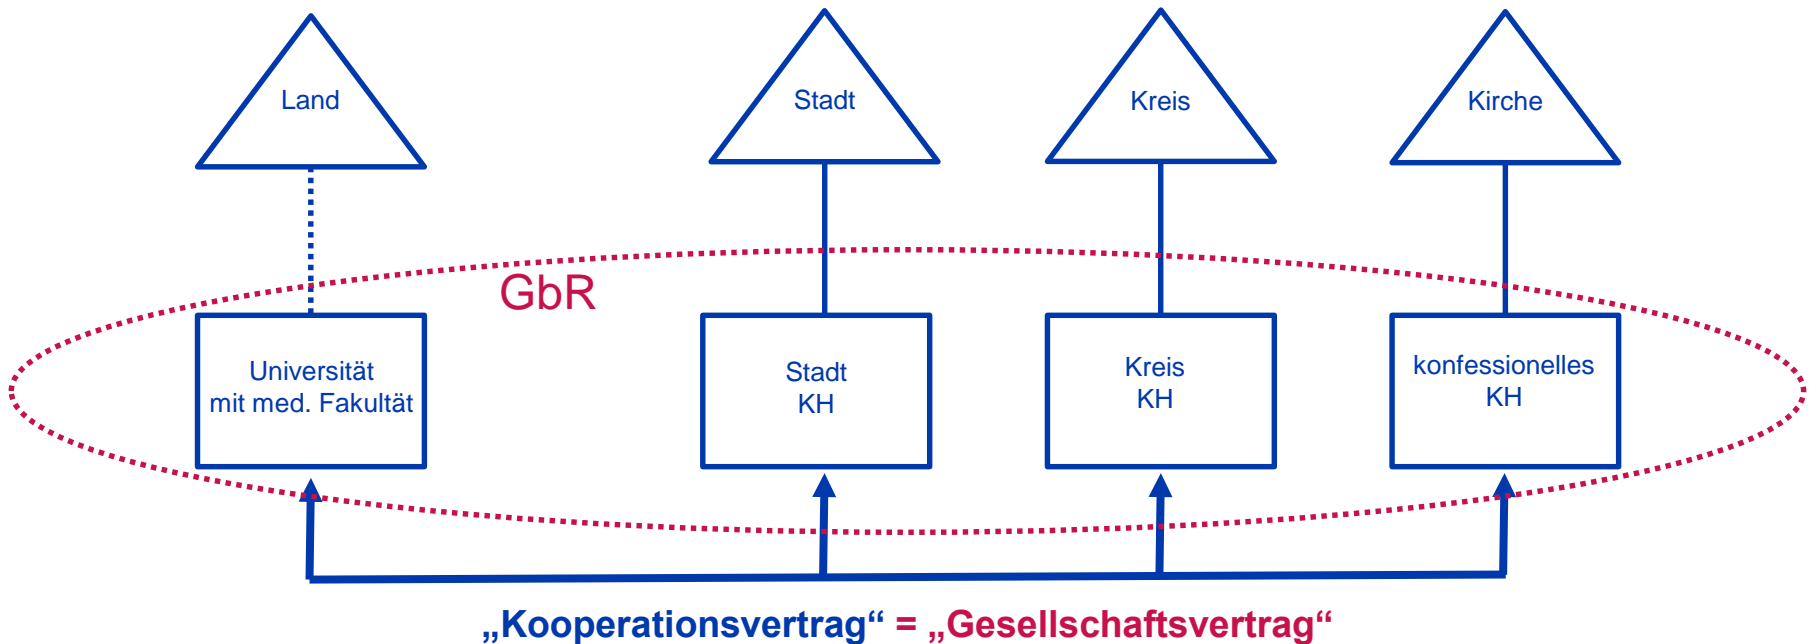 Land
Stadt
Kreis
Kirche
GbR
Universität
mit med. Fakultät
Stadt
KH
Kreis
KH
konfessionelles
KH
„Kooperationsvertrag“ = „Gesellschaftsvertrag“